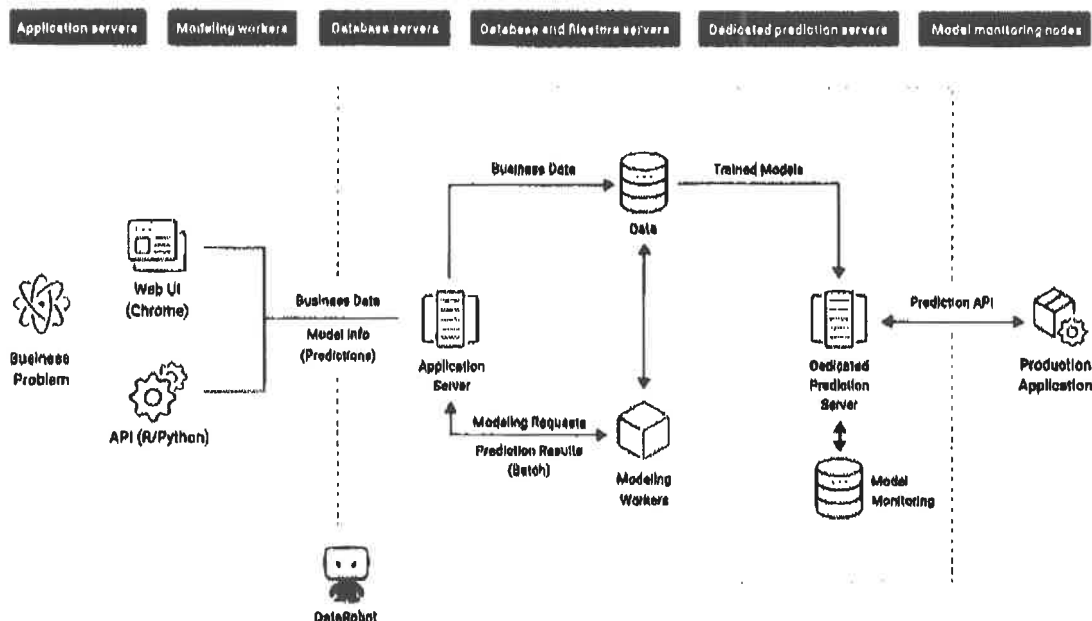 Application servers
Modeling workers
Database servers
Database and filestore servers
Dedicated prediction servers
Model monitoring nodes
Business Data
Trained Models
Data
Web UI
(Chrome)
Business Data
Model Info
(Predictions)
Prediction API
Business
Problem
Application
Server
Dedicated
Prediction
Server
Production
Application
API (R/Python)
Modeling Requests
Prediction Results
(Batch)
Modeling
Workers
Model
Monitoring
DataRobot